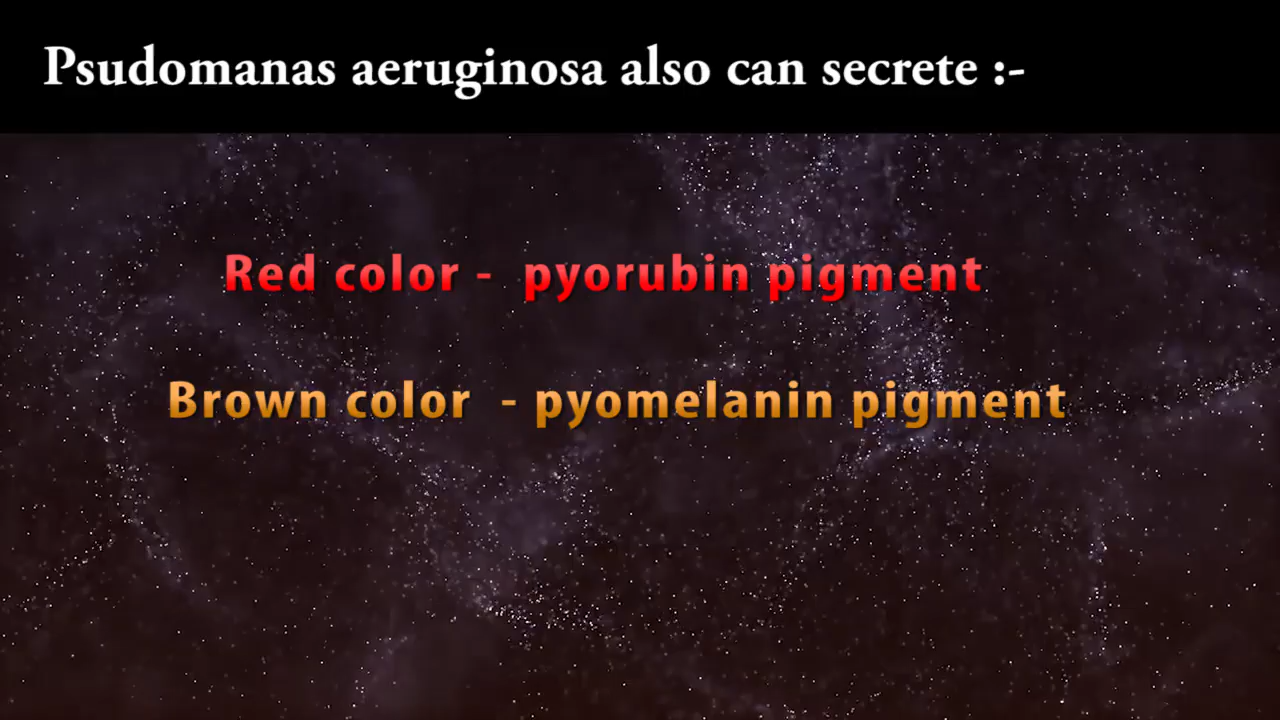 Psudomanas aeruginosa also can secrete :-
Red color - pyorubin pigment
Brown color - pyomelanin pigment